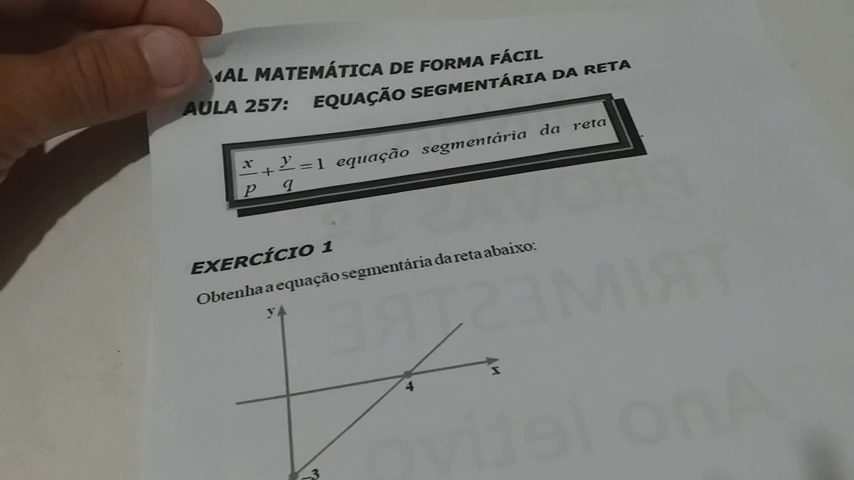 MATEMÁTICA DE FORMA FÁCIL
AULA 257: EQUAÇÃO SEGMENTÁRIA DA RETA
x/p + y/q = 1 equação segmentária da reta
EXERCÍCIO 1
Obtenha a equação segmentária da reta abaixo:
y
x
4
-3